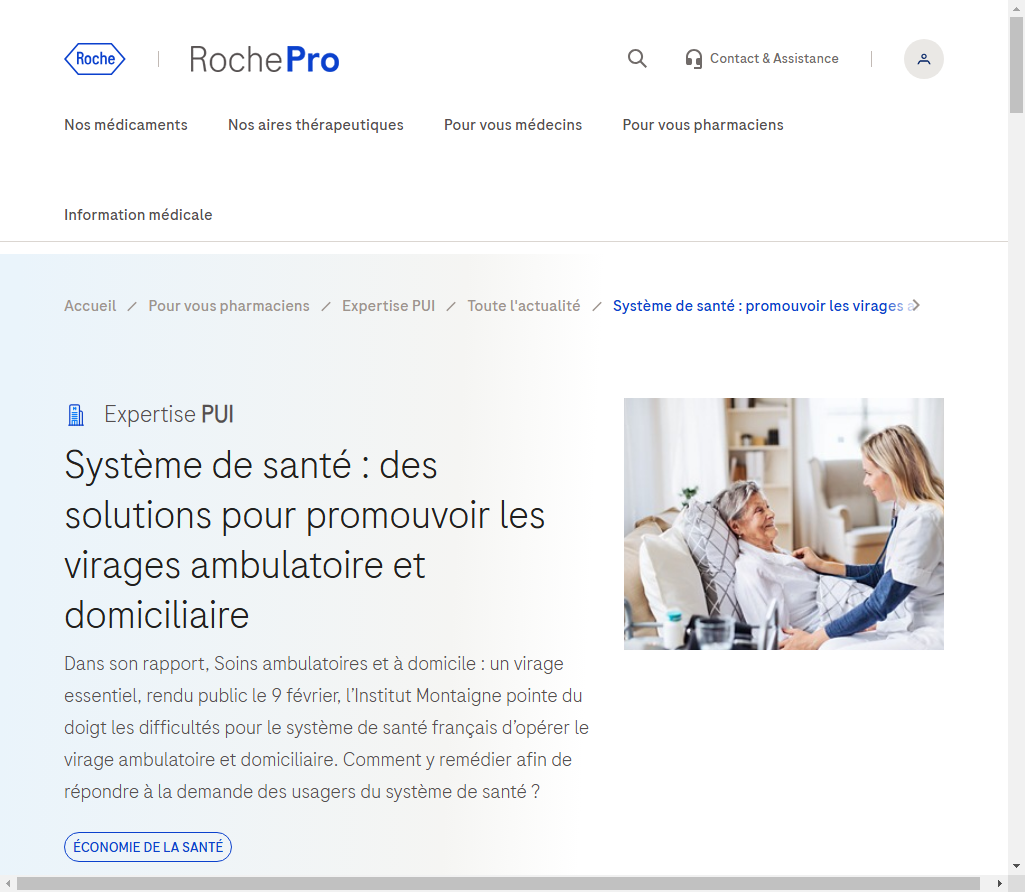 Roche
RochePro
Contact & Assistance
Nos médicaments
Nos aires thérapeutiques
Pour vous médecins
Pour vous pharmaciens
Information médicale
Accueil / Pour vous pharmaciens / Expertise PUI / Toute l'actualité / Système de santé : promouvoir les virages
Expertise PUI
Système de santé : des
solutions pour promouvoir les
virages ambulatoire et
domiciliaire
Dans son rapport, Soins ambulatoires et à domicile : un virage
essentiel, rendu public le 9 février, l’Institut Montaigne pointe du
doigt les difficultés pour le système de santé français d’opérer le
virage ambulatoire et domiciliaire. Comment y remédier afin de
répondre à la demande des usagers du système de santé ?
ÉCONOMIE DE LA SANTÉ